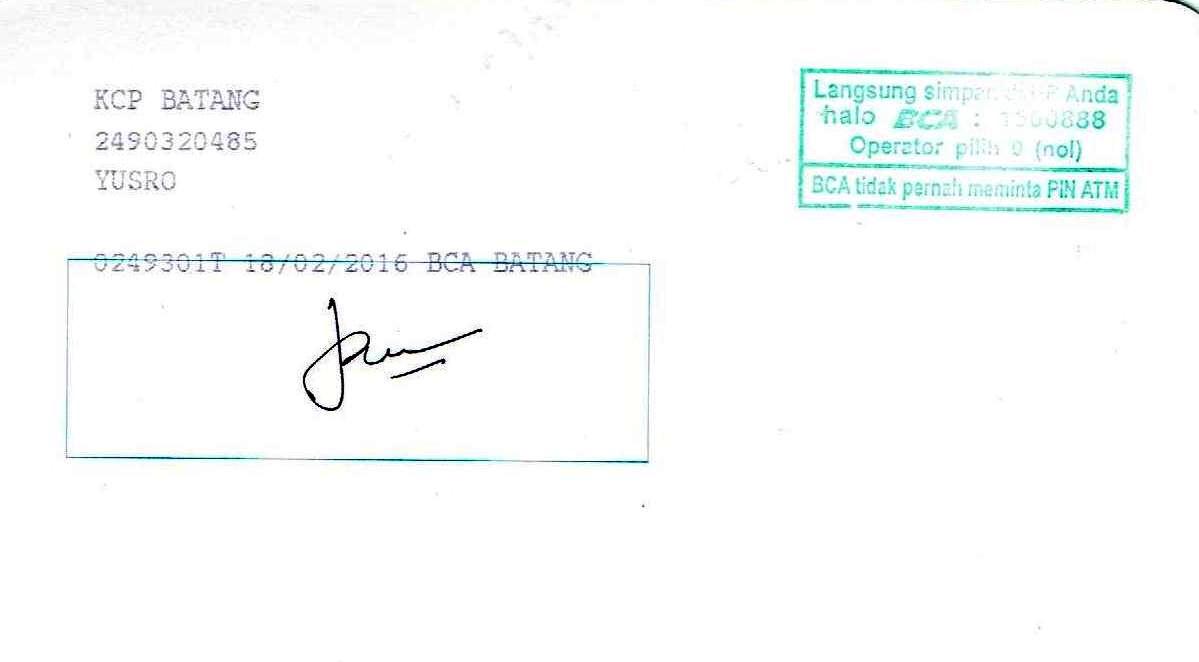 KCP BATANG
2490320485
YUSRO
0249301T 18/02/2016 BCA BATANG
Langsung simpan di HP Anda
halo BCA : 1500888
Operator pilih 0 (nol)
BCA tidak pernah meminta PIN ATM